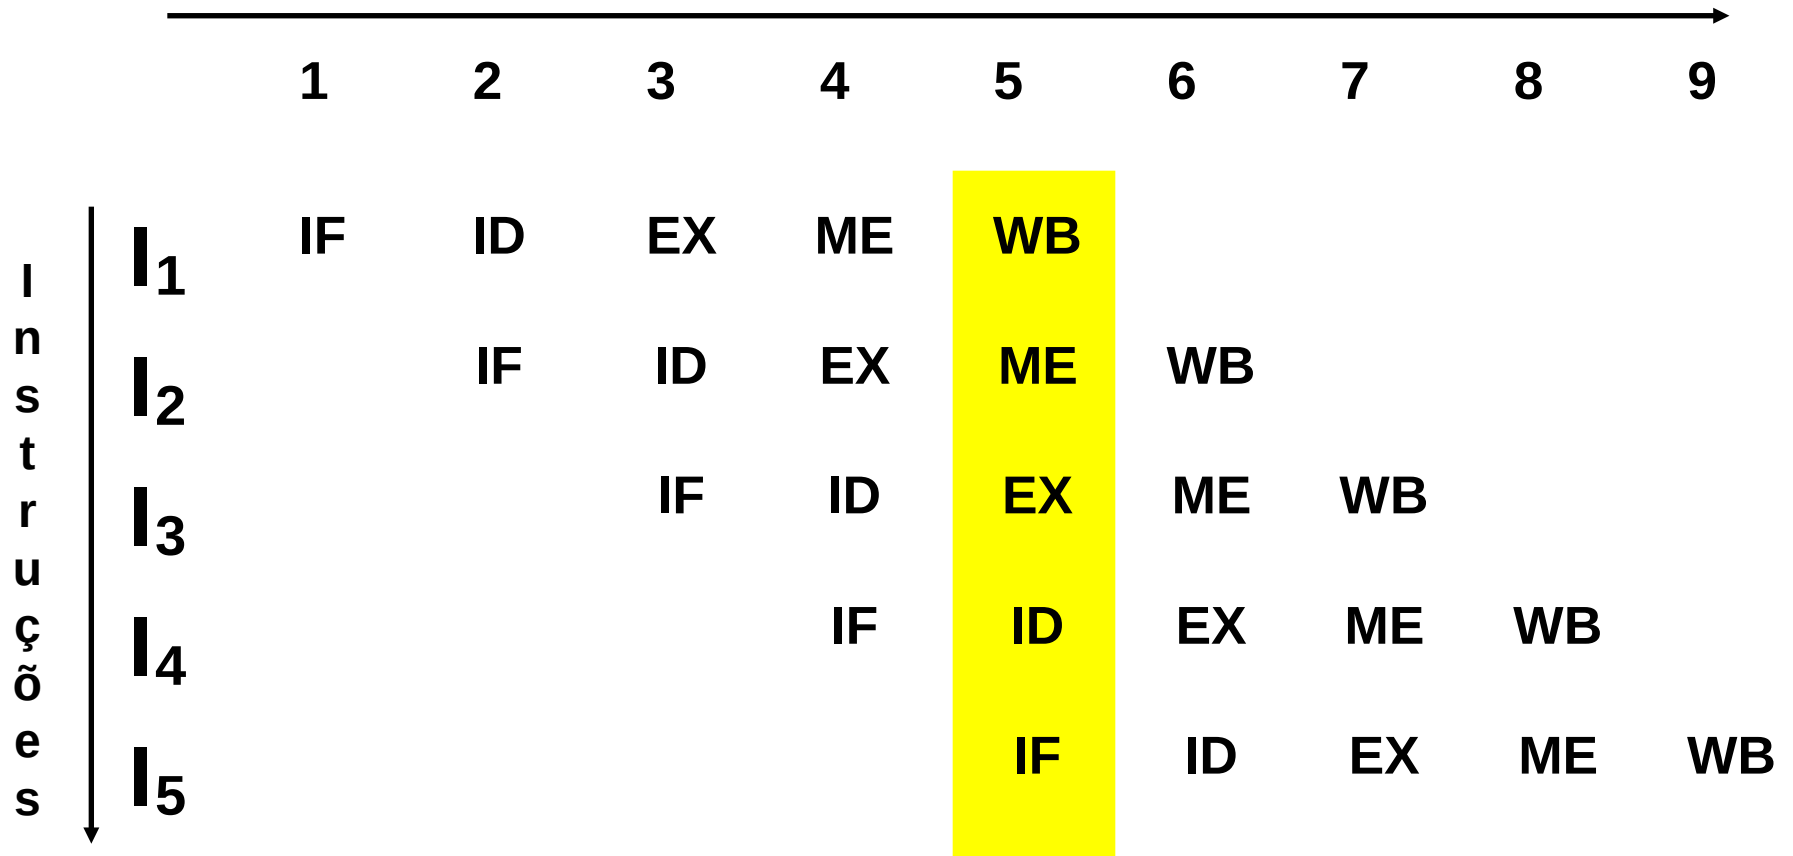 1 2 3 4 5 6 7 8 9
Instruções
I1 IF ID EX ME WB
I2 IF ID EX ME WB
I3 IF ID EX ME WB
I4 IF ID EX ME WB
I5 IF ID EX ME WB